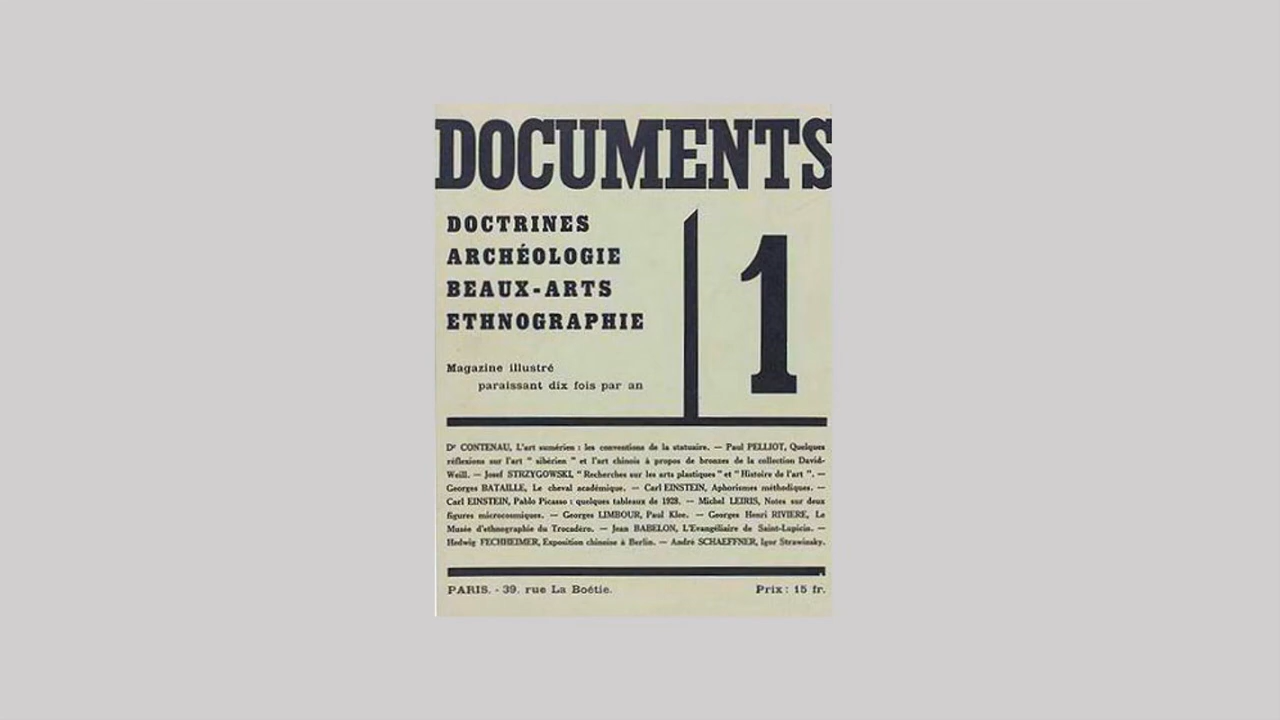 DOCUMENTS
DOCTRINES
ARCHÉOLOGIE
BEAUX-ARTS
ETHNOGRAPHIE
1
Magazine illustré
paraissant dix fois par an
Dr CONTENAU, L'art sumérien : les conventions de la statuaire. — Paul PELLIOT, Quelques
réflexions sur l'art " sibérien " et l'art chinois à propos de bronzes de la collection David-
Weill. — Josef STRZYGOWSKI, " Recherches sur les arts plastiques " et " Histoire de l'art ". —
Georges BATAILLE, Le cheval académique. — Carl EINSTEIN, Aphorismes méthodiques. —
Carl EINSTEIN, Pablo Picasso : quelques tableaux de 1928. — Michel LEIRIS, Notes sur deux
figures microcosmiques. — Georges LIMBOUR, Paul Klee. — Georges Henri RIVIERE, Le
Musée d'ethnographie du Trocadéro. — Jean BABELON, L'Evangéliaire de Saint-Lupicin. —
Hedwig FECHHEIMER, Exposition chinoise à Berlin. — André SCHAEFFNER, Igor Strawinsky.
PARIS. - 39, rue La Boétie.
Prix : 15 fr.